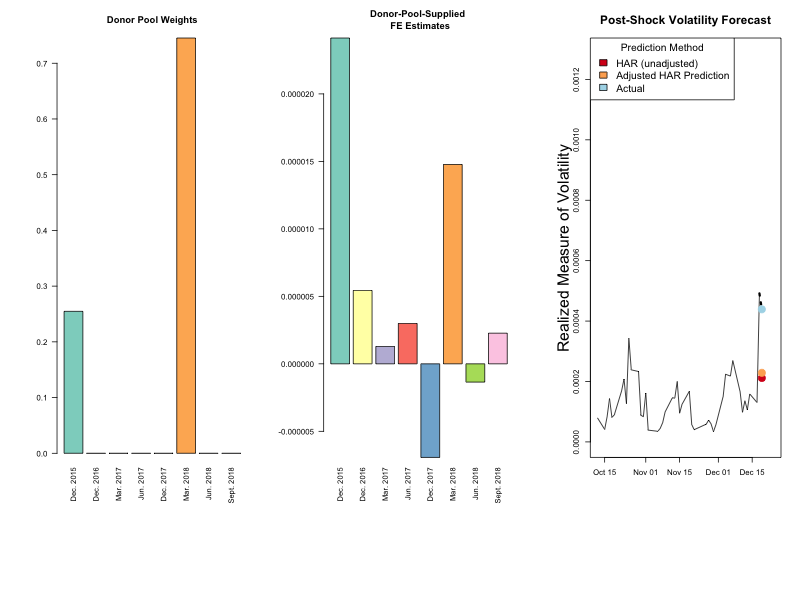 Donor Pool Weights
0.7
0.6
0.5
0.4
0.3
0.2
0.1
0.0
Dec. 2015
Dec. 2016
Mar. 2017
Jun. 2017
Dec. 2017
Mar. 2018
Jun. 2018
Sept. 2018
Donor-Pool-Supplied
FE Estimates
0.000020
0.000015
0.000010
0.000005
0.000000
-0.000005
Dec. 2015
Dec. 2016
Mar. 2017
Jun. 2017
Dec. 2017
Mar. 2018
Jun. 2018
Sept. 2018
Post-Shock Volatility Forecast
Prediction Method
HAR (unadjusted)
Adjusted HAR Prediction
Actual
Realized Measure of Volatility
0.0012
0.0010
0.0008
0.0006
0.0004
0.0002
0.0000
Oct 15
Nov 01
Nov 15
Dec 01
Dec 15